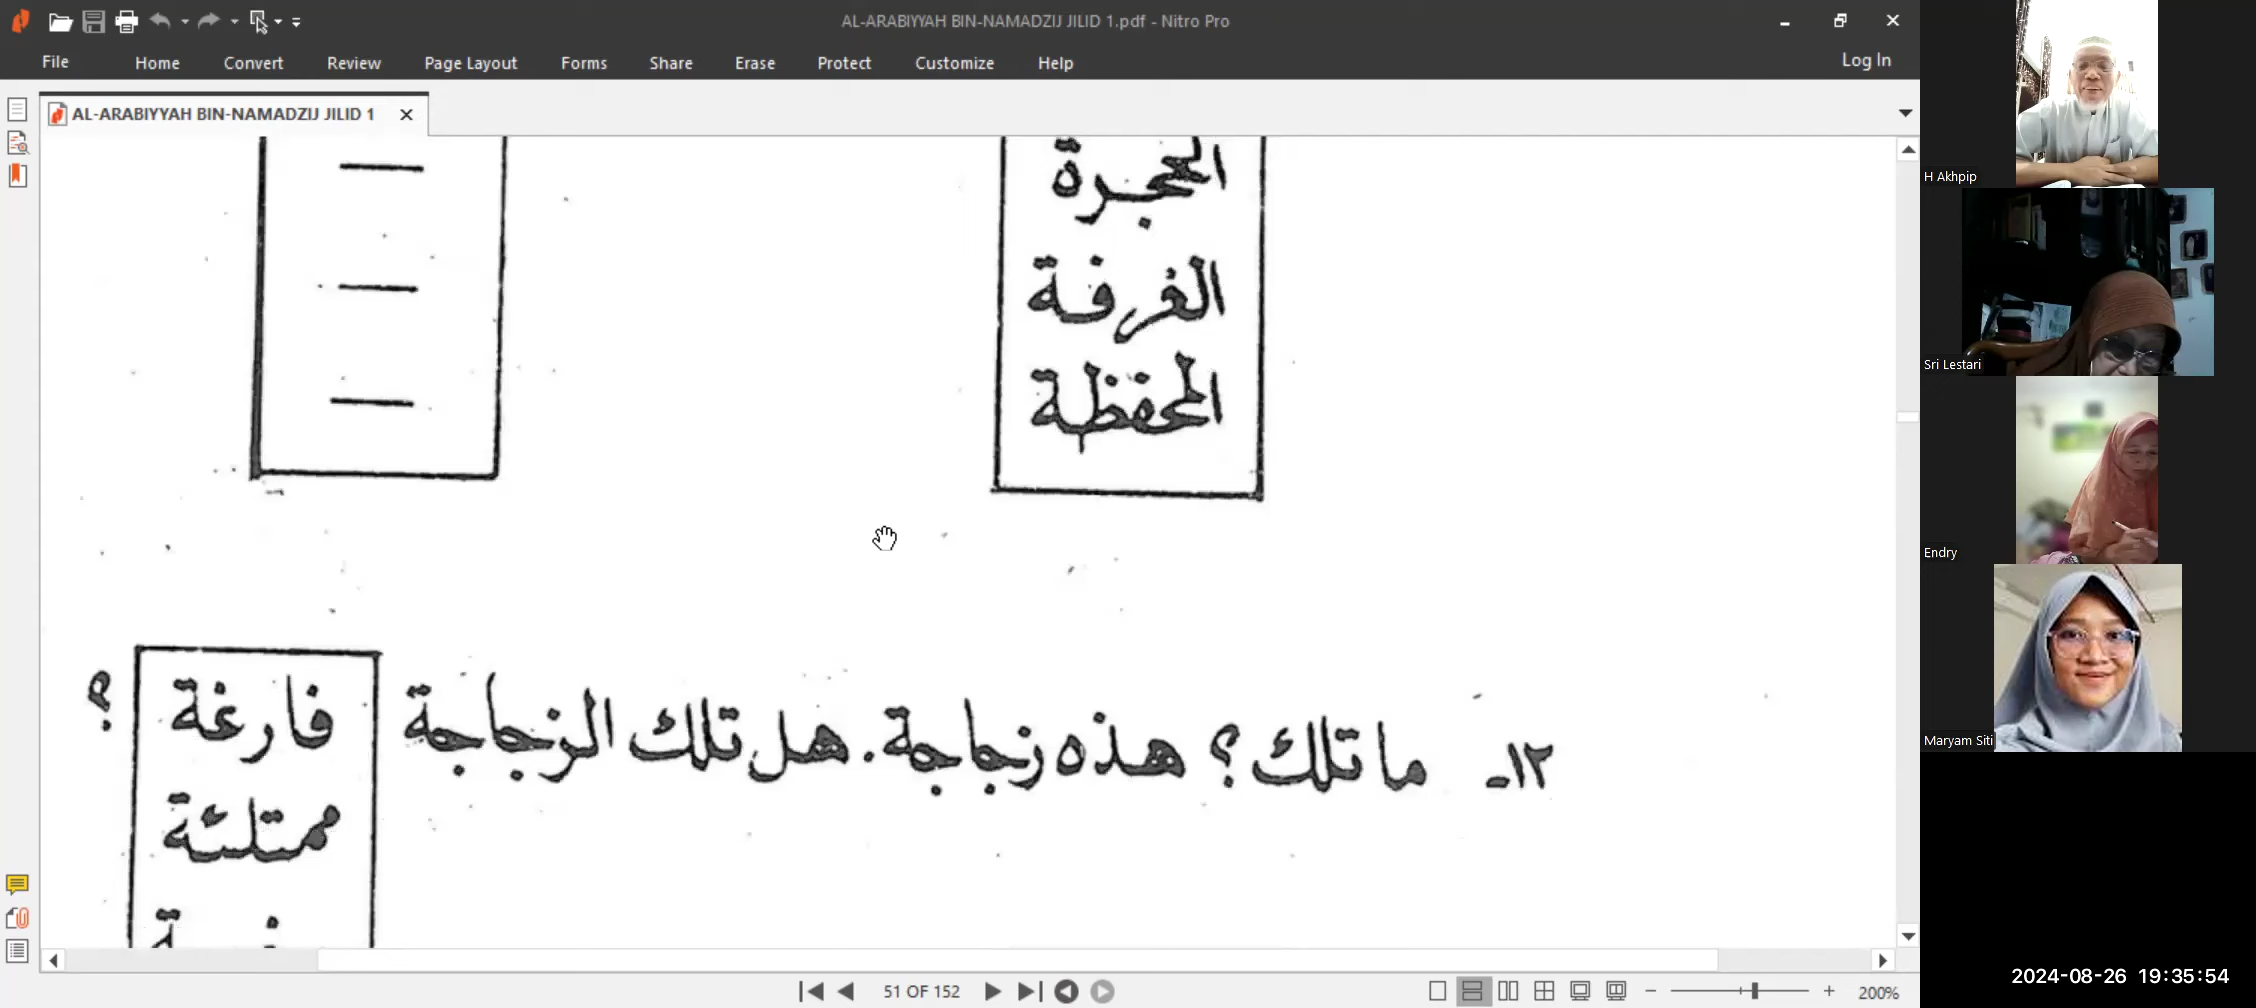 AL-ARABIYYAH BIN-NAMADZIJ JILID 1.pdf - Nitro Pro
File Home Convert Review Page Layout Forms Share Erase Protect Customize Help Log In
AL-ARABIYYAH BIN-NAMADZIJ JILID 1
الحجرة
الغرفة
المحفظة
١٢- ما تلك ؟ هذه زجاجة . هل تلك الزجاجة فارغة ؟
ممتلئة
51 OF 152
200%
H Akhpip
Sri Lestari
Endry
Maryam Siti
2024-08-26 19:35:54